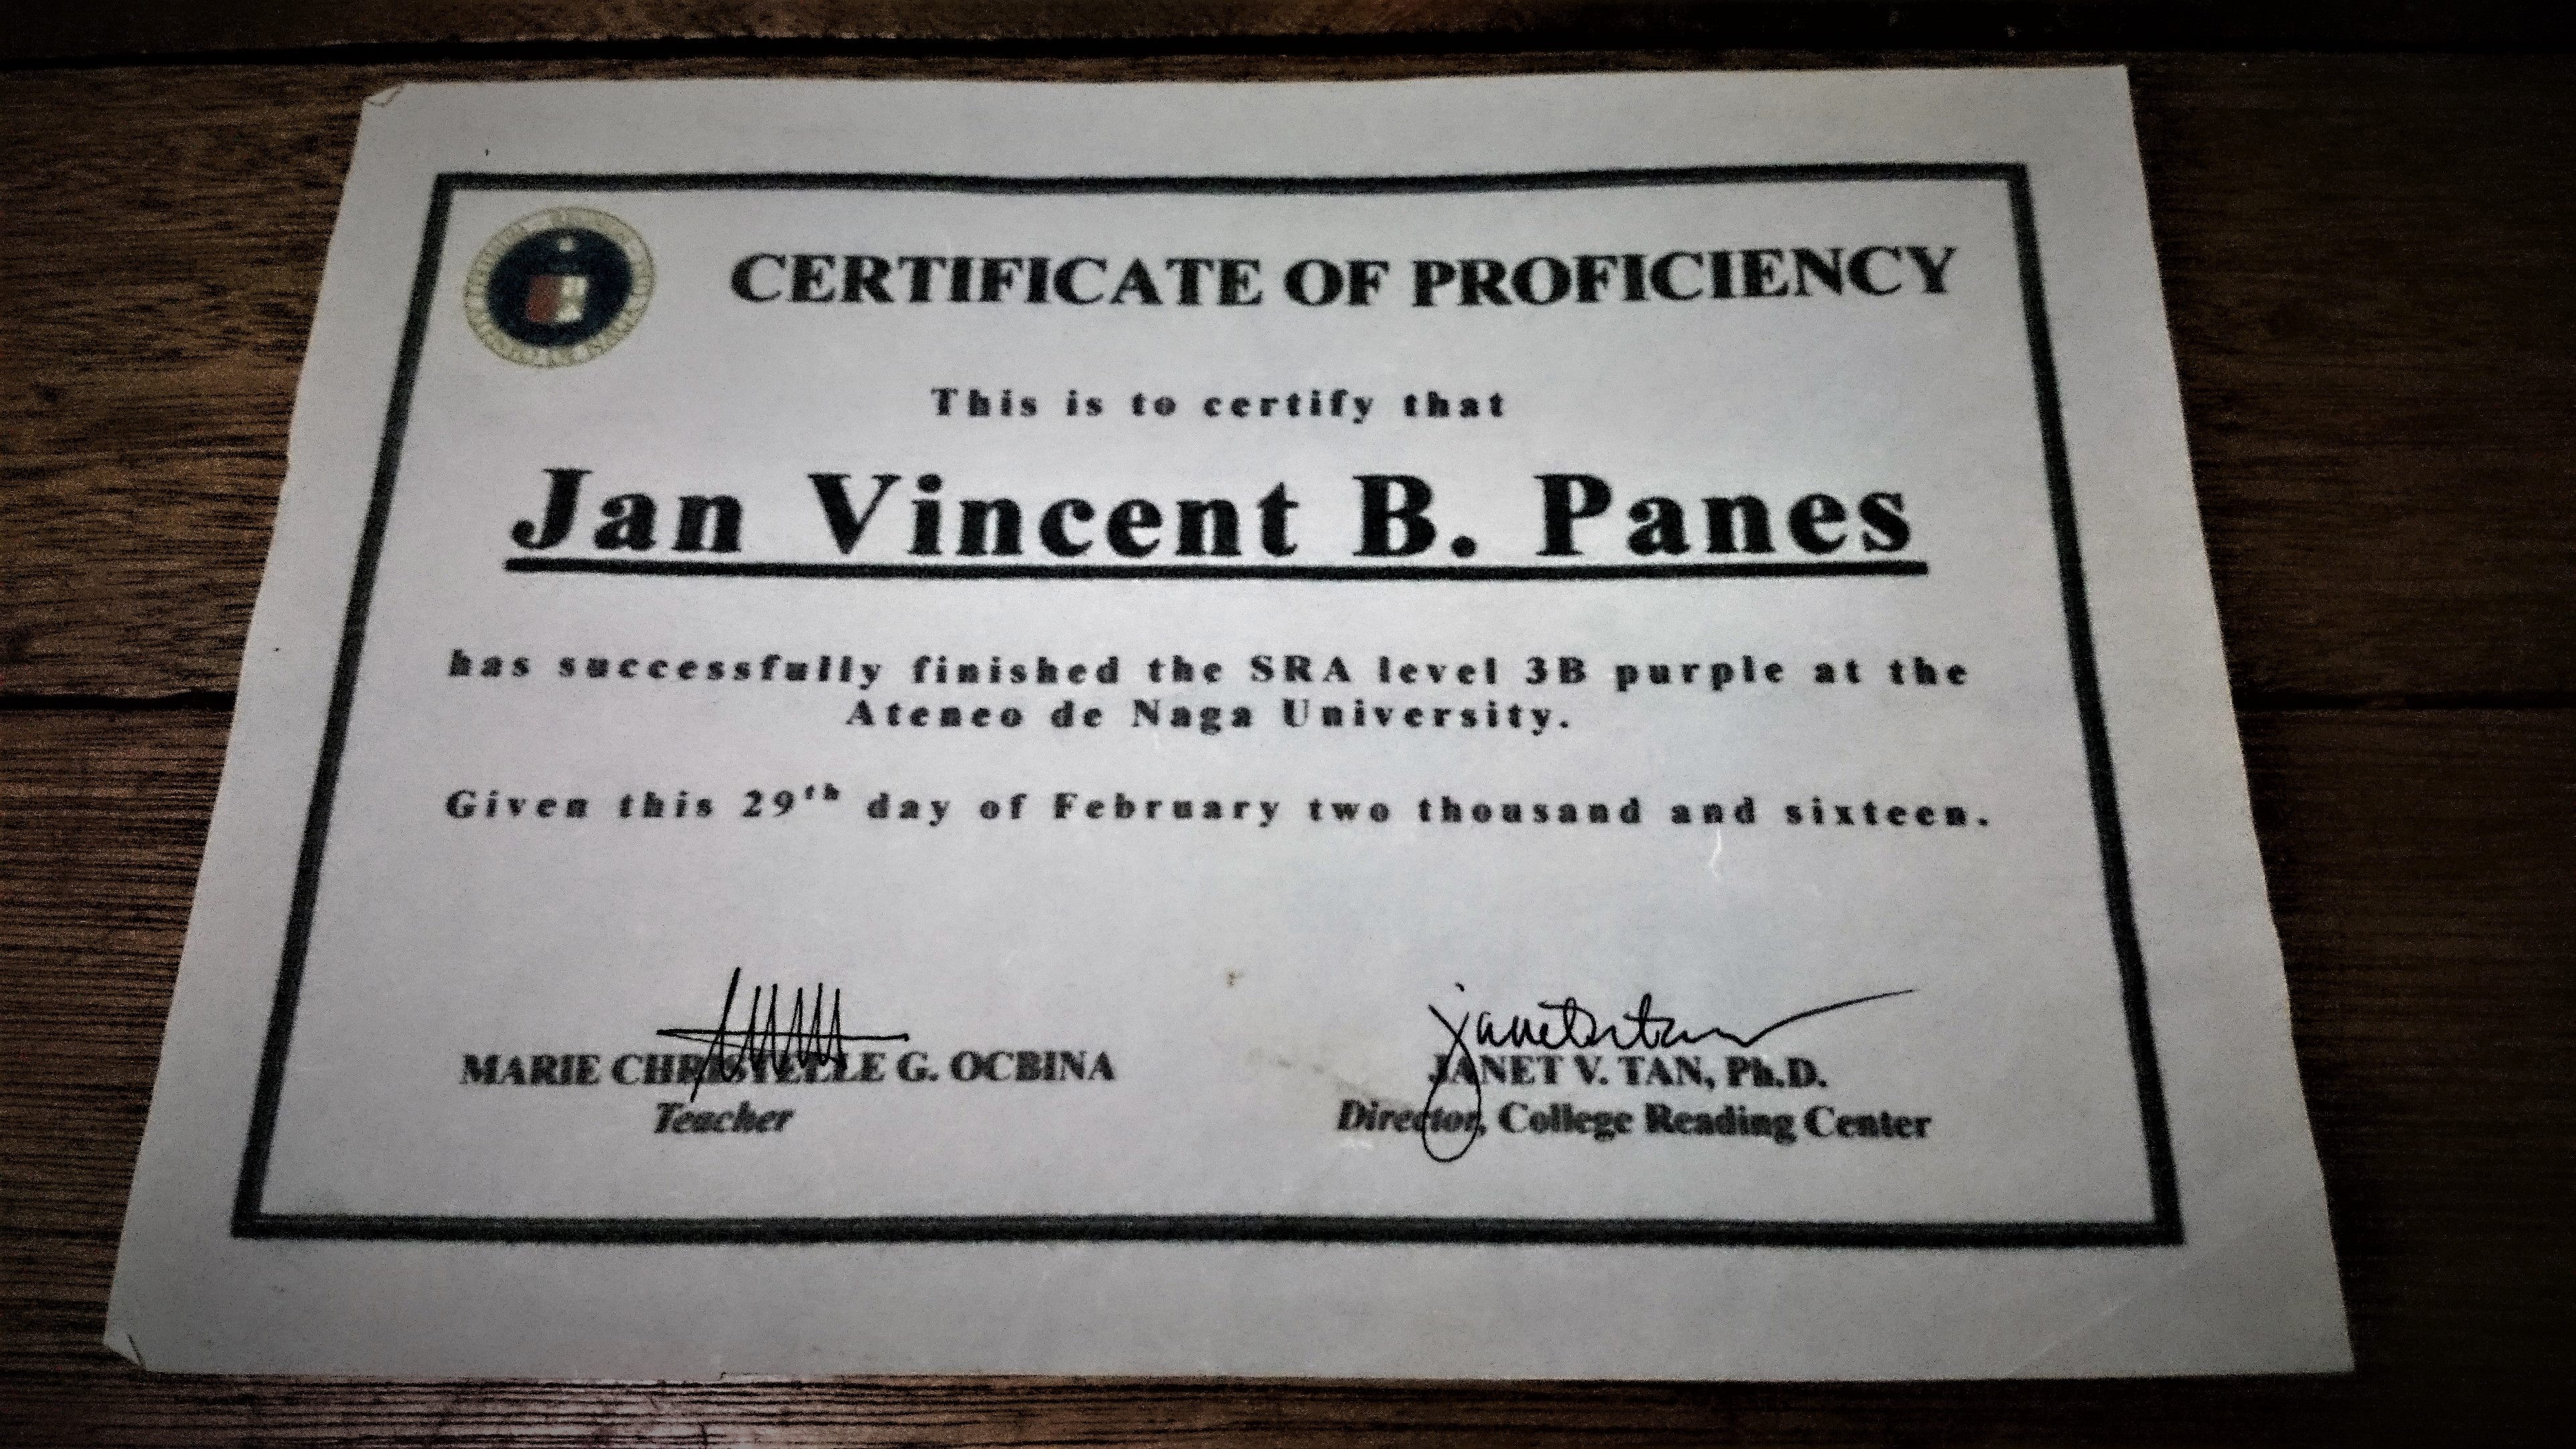 CERTIFICATE OF PROFICIENCY
This is to certify that
Jan Vincent B. Panes
has successfully finished the SRA level 3B purple at the
Ateneo de Naga University.
Given this 29th day of February two thousand and sixteen.
MARIE CHRISTELLE G. OCBINA
Teacher
JANET V. TAN, Ph.D.
Director, College Reading Center